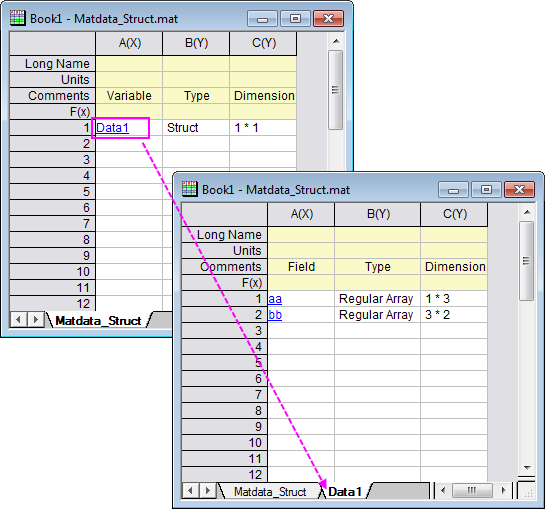 Book1 - Matdata_Struct.mat
A(X) B(Y) C(Y)
Long Name
Units
Comments Variable Type Dimension
F(x)
1 Data1 Struct 1 * 1
2
3
4
5
6
7
8
9
10
11
12
Matdata_Struct
Book1 - Matdata_Struct.mat
A(X) B(Y) C(Y)
Long Name
Units
Comments Field Type Dimension
F(x)
1 aa Regular Array 1 * 3
2 bb Regular Array 3 * 2
3
4
5
6
7
8
9
10
11
12
Matdata_Struct Data1